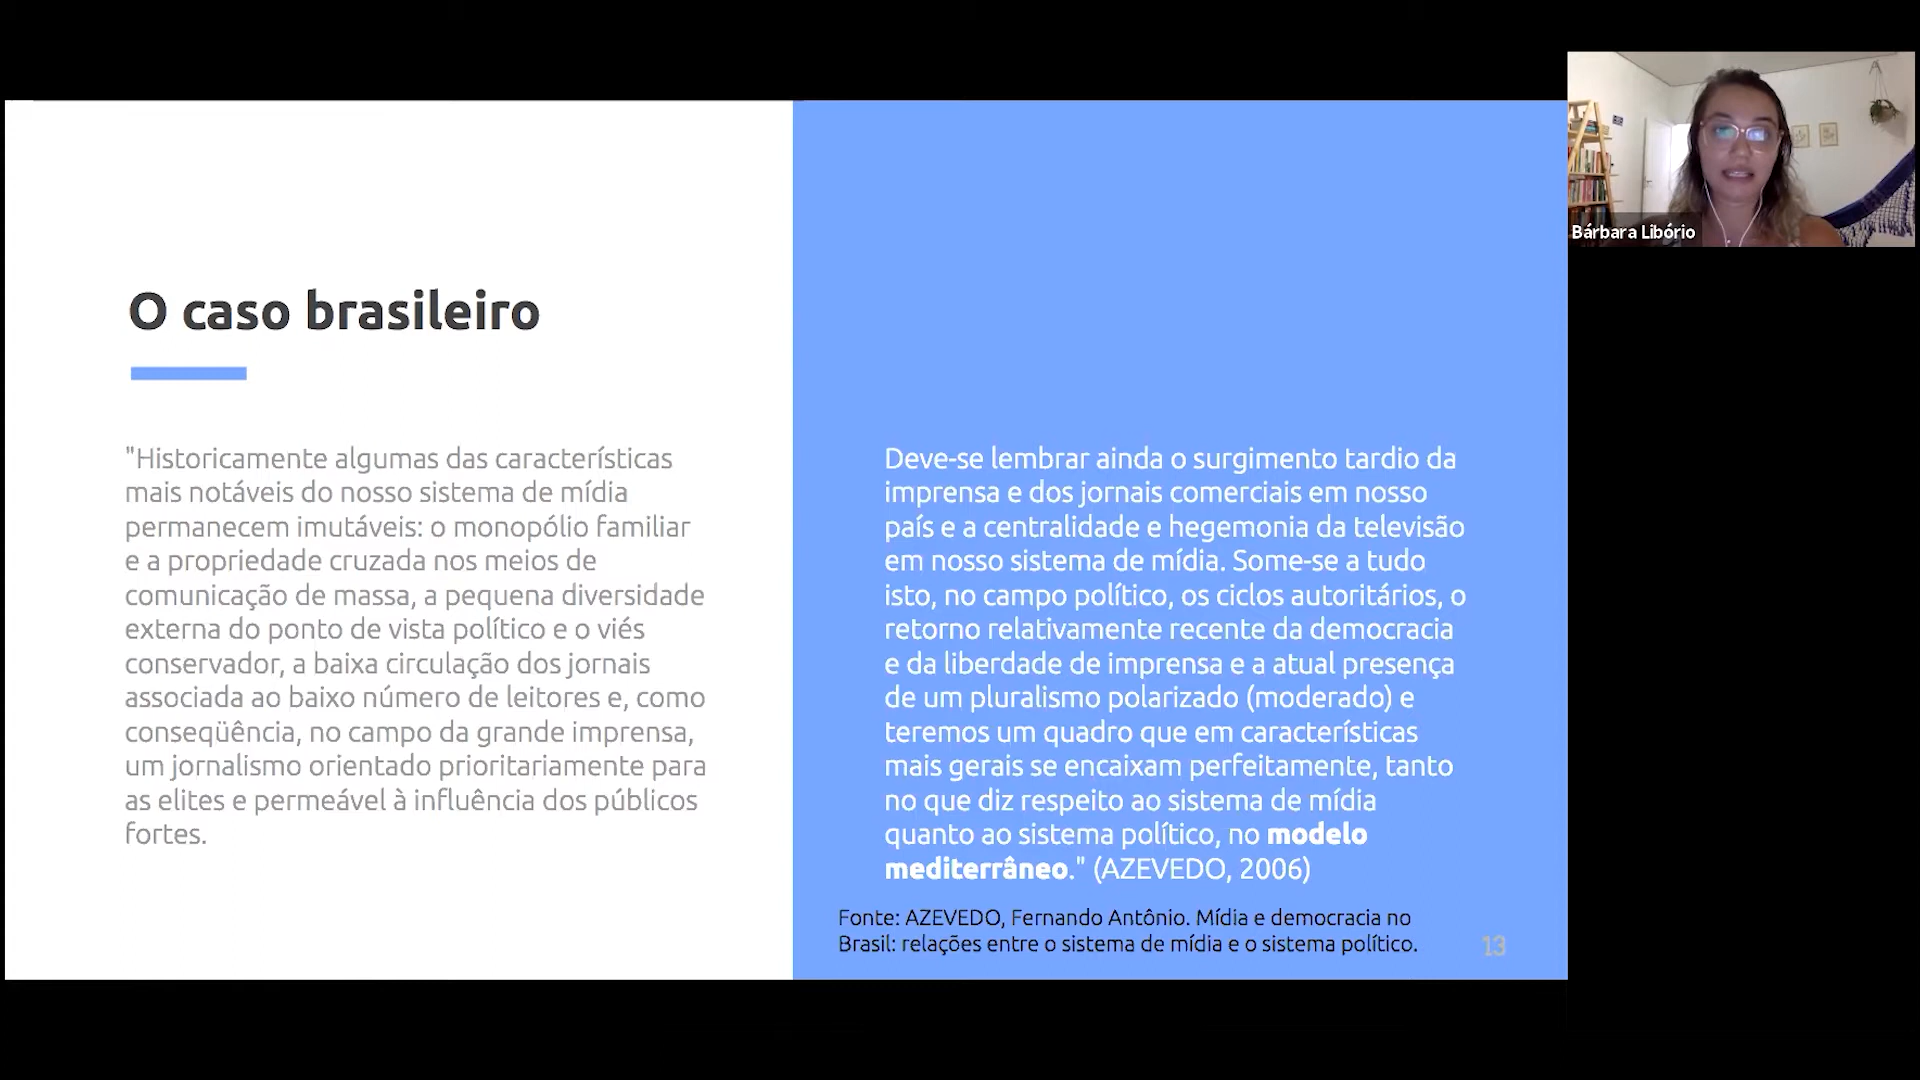 O caso brasileiro
"Historicamente algumas das características
mais notáveis do nosso sistema de mídia
permanecem imutáveis: o monopólio familiar
e a propriedade cruzada nos meios de
comunicação de massa, a pequena diversidade
externa do ponto de vista político e o viés
conservador, a baixa circulação dos jornais
associada ao baixo número de leitores e, como
conseqüência, no campo da grande imprensa,
um jornalismo orientado prioritariamente para
as elites e permeável à influência dos públicos
fortes.
Deve-se lembrar ainda o surgimento tardio da
imprensa e dos jornais comerciais em nosso
país e a centralidade e hegemonia da televisão
em nosso sistema de mídia. Some-se a tudo
isto, no campo político, os ciclos autoritários, o
retorno relativamente recente da democracia
e da liberdade de imprensa e a atual presença
de um pluralismo polarizado (moderado) e
teremos um quadro que em características
mais gerais se encaixam perfeitamente, tanto
no que diz respeito ao sistema de mídia
quanto ao sistema político, no modelo
mediterrâneo." (AZEVEDO, 2006)
Fonte: AZEVEDO, Fernando Antônio. Mídia e democracia no
Brasil: relações entre o sistema de mídia e o sistema político.
13
Bárbara Libório